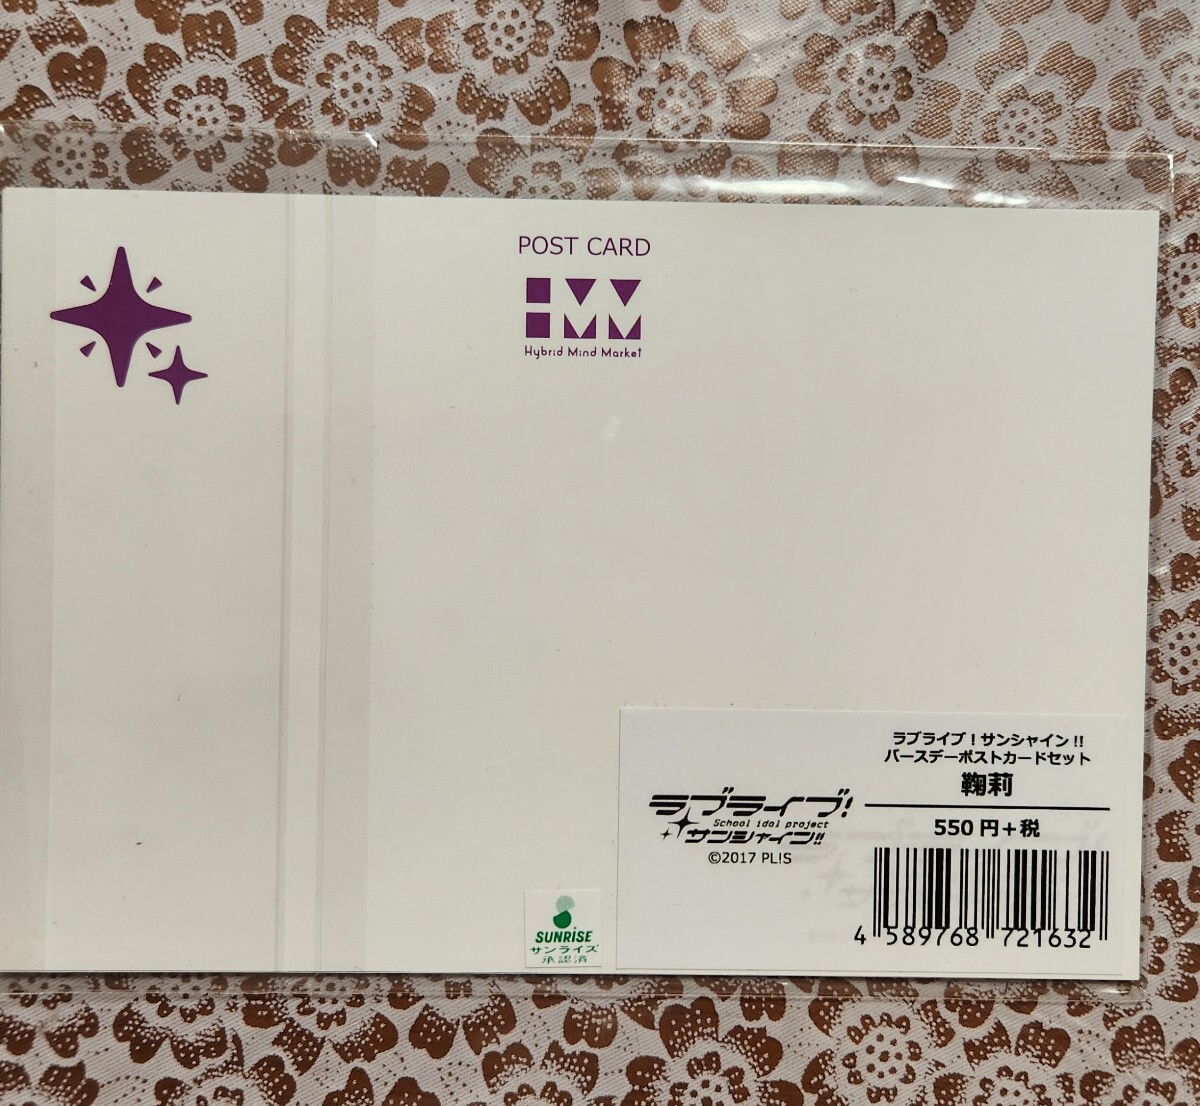 POST CARD
Hybrid Mind Market
ラブライブ！サンシャイン!!
バースデーポストカードセット
鞠莉
550円+税
ラブライブ！
School idol project
サンシャイン!!
©2017 PL!S
4 589768 721632
SUNRISE
サンライズ
承認済